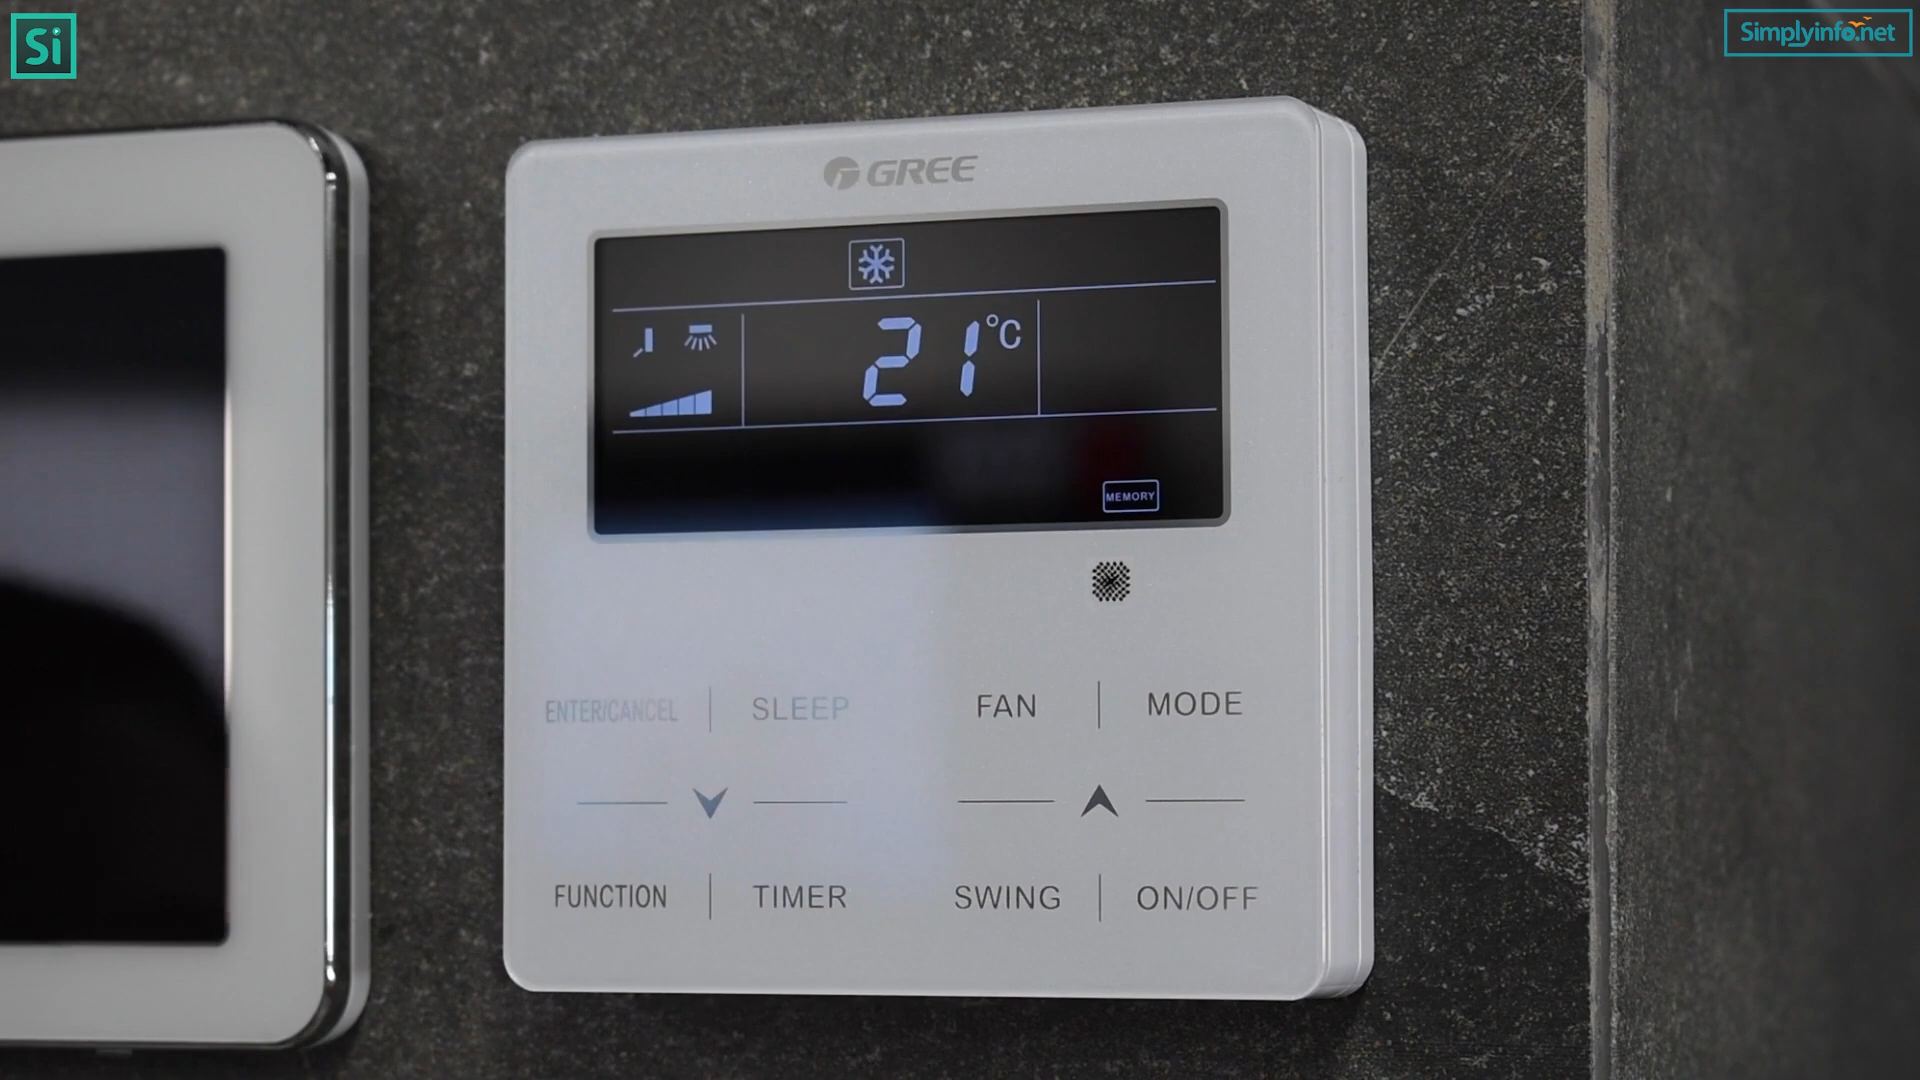 Si
Simplyinfo.net
GREE
21°C
MEMORY
ENTER/CANCEL
SLEEP
FAN
MODE
FUNCTION
TIMER
SWING
ON/OFF